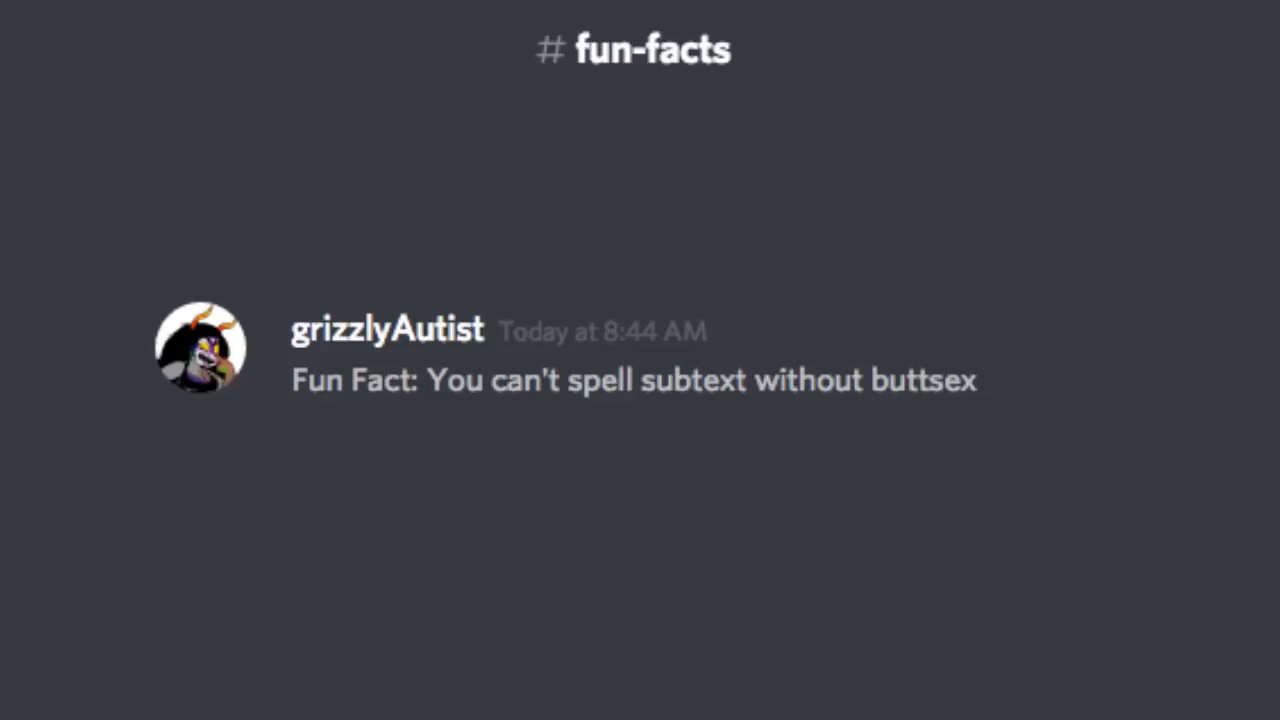 # fun-facts
grizzlyAutist Today at 8:44 AM
Fun Fact: You can't spell subtext without buttsex